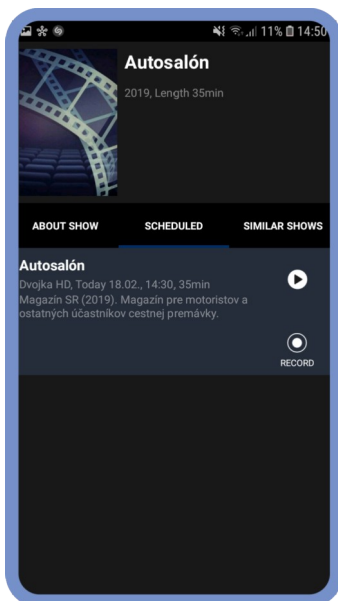 11% 14:50
Autosalón
2019, Length 35min
ABOUT SHOW SCHEDULED SIMILAR SHOWS
Autosalón
Dvojka HD, Today 18.02., 14:30, 35min
Magazín SR (2019). Magazín pre motoristov a
ostatných účastníkov cestnej premávky.
RECORD